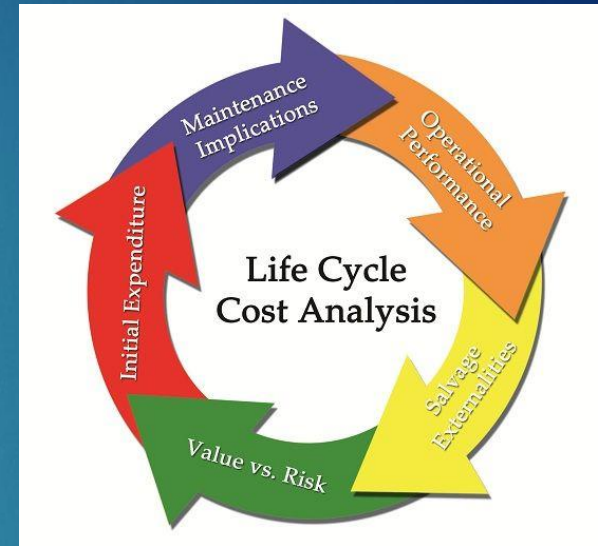 Maintenance
Implications
Operational
Performance
Initial Expenditure
Life Cycle
Cost Analysis
Salvage
Externalities
Value vs. Risk